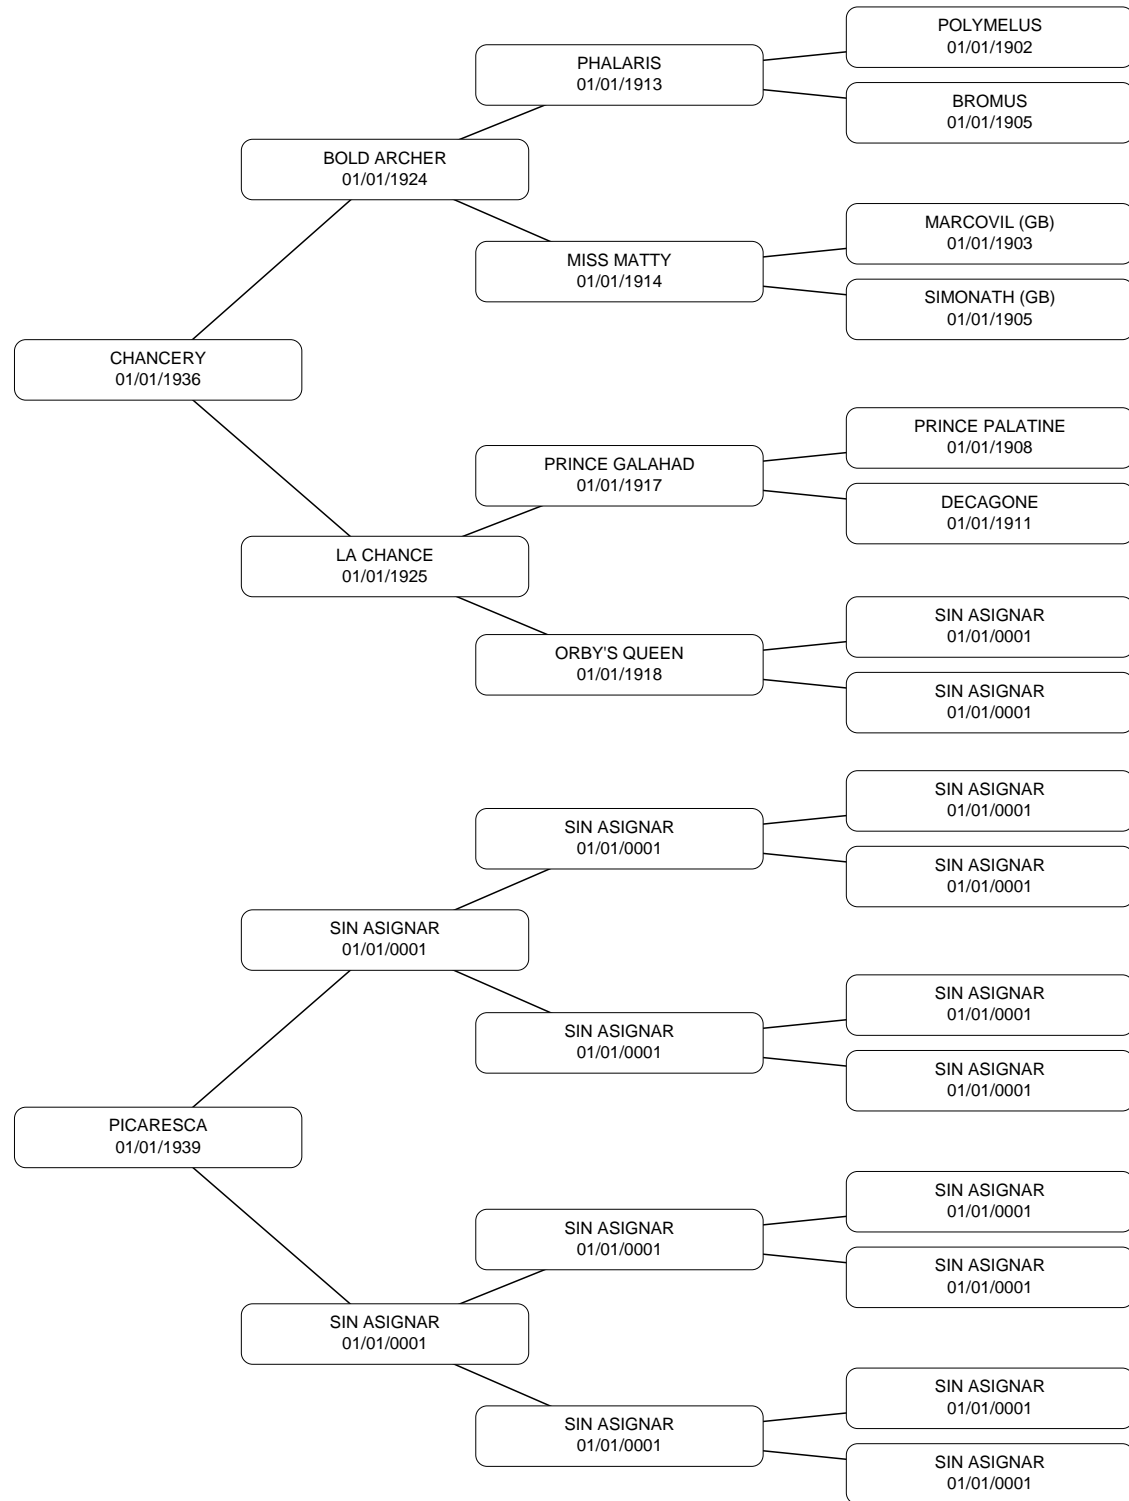 POLYMELUS
01/01/1902
PHALARIS
01/01/1913
BROMUS
01/01/1905
BOLD ARCHER
01/01/1924
MARCOVIL (GB)
01/01/1903
MISS MATTY
01/01/1914
SIMONATH (GB)
01/01/1905
CHANCERY
01/01/1936
PRINCE PALATINE
01/01/1908
PRINCE GALAHAD
01/01/1917
DECAGONE
01/01/1911
LA CHANCE
01/01/1925
SIN ASIGNAR
01/01/0001
ORBY'S QUEEN
01/01/1918
SIN ASIGNAR
01/01/0001
SIN ASIGNAR
01/01/0001
SIN ASIGNAR
01/01/0001
SIN ASIGNAR
01/01/0001
SIN ASIGNAR
01/01/0001
SIN ASIGNAR
01/01/0001
SIN ASIGNAR
01/01/0001
SIN ASIGNAR
01/01/0001
PICARESCA
01/01/1939
SIN ASIGNAR
01/01/0001
SIN ASIGNAR
01/01/0001
SIN ASIGNAR
01/01/0001
SIN ASIGNAR
01/01/0001
SIN ASIGNAR
01/01/0001
SIN ASIGNAR
01/01/0001
SIN ASIGNAR
01/01/0001